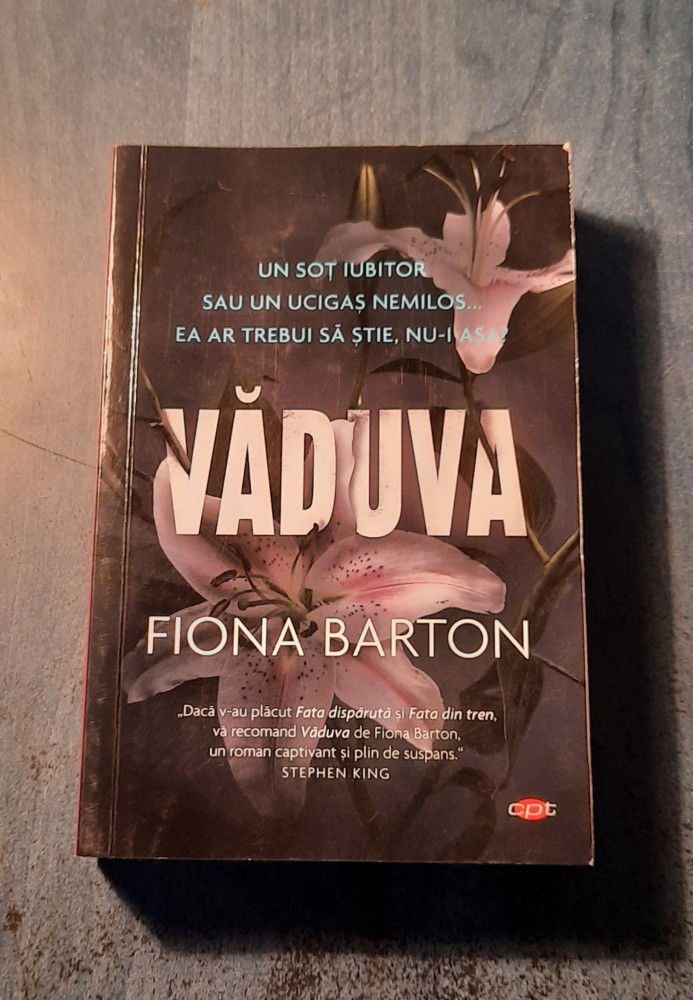 UN SOȚ IUBITOR
SAU UN UCIGAȘ NEMILOS...
EA AR TREBUI SĂ ȘTIE, NU-I AȘA?
VĂDUVA
FIONA BARTON
„Dacă v-au plăcut Fata dispărută și Fata din tren,
vă recomand Văduva de Fiona Barton,
un roman captivant și plin de suspans.“
STEPHEN KING
cpt